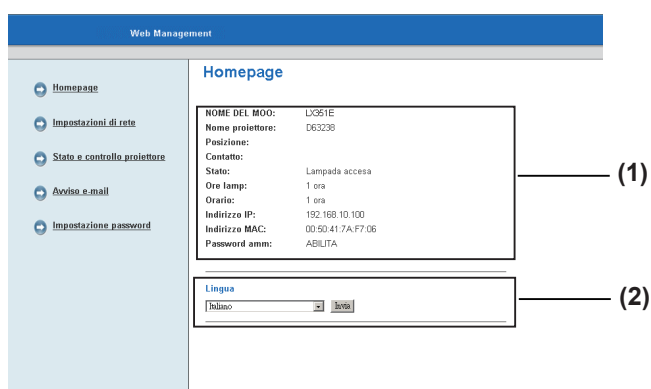 Web Management
Homepage
Impostazioni di rete
Stato e controllo proiettore
Avviso e-mail
Impostazione password
Homepage
NOME DEL MOO: LX351E
Nome proiettore: D63238
Posizione:
Contatto:
Stato: Lampada accesa
Ore lamp: 1 ora
Orario: 1 ora
Indirizzo IP: 192.168.10.100
Indirizzo MAC: 00:50:41:7A:F7:06
Password amm: ABILITA
(1)
Lingua
Italiano Invia
(2)